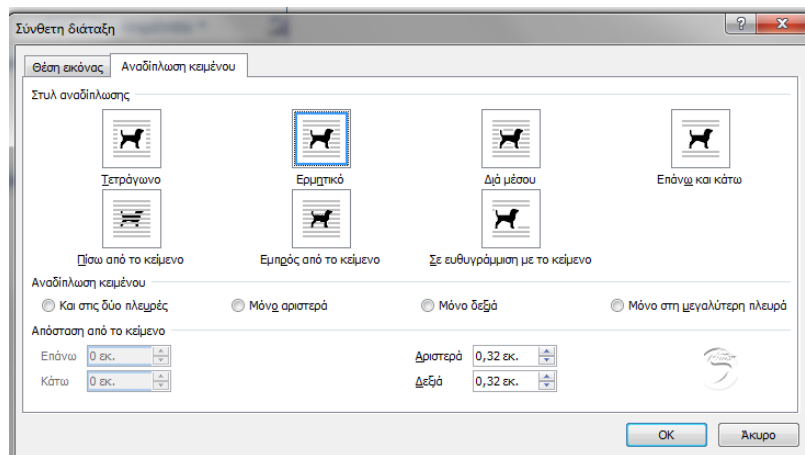 Σύνθετη διάταξη
Θέση εικόνας Αναδίπλωση κειμένου
Στυλ αναδίπλωσης
Τετράγωνο Ερμητικό Διά μέσου Επάνω και κάτω
Πίσω από το κείμενο Εμπρός από το κείμενο Σε ευθυγράμμιση με το κείμενο
Αναδίπλωση κειμένου
Και στις δύο πλευρές Μόνο αριστερά Μόνο δεξιά Μόνο στη μεγαλύτερη πλευρά
Απόσταση από το κείμενο
Επάνω 0 εκ. Αριστερά 0,32 εκ.
Κάτω 0 εκ. Δεξιά 0,32 εκ.
OK Άκυρο